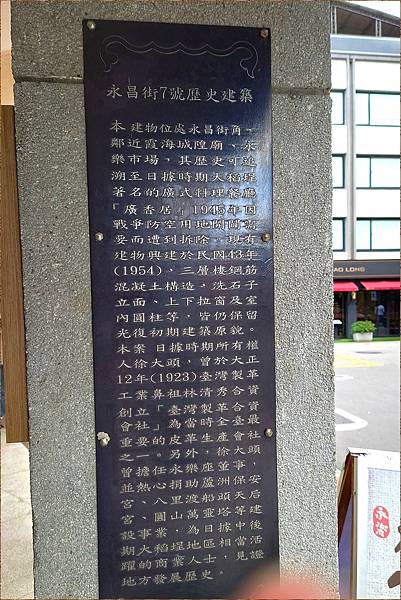 永昌街7號歷史建築
本建物位處永昌街角，
鄰近霞海城隍廟、永
樂市場，其歷史可追
溯至日據時期大稻埕
著名的廣式料理餐廳
「廣香居」，1945年因
戰爭防空用地開闢需
要而遭到拆除。現有
建物興建於民國43年
(1954)，三層樓鋼筋
混凝土構造，洗石子
立面、上下拉窗及室
內圓柱等，皆仍保留
光復初期建築原貌。
本案日據時期所有權
人徐大頭，曾於大正
12年(1923)臺灣製革
工業鼻祖林清秀合資
創立「臺灣製革合資
會社」為當時全臺最
重要的皮革生產會社
之一。另外，徐大頭
曾擔任永樂座董事，
並熱心捐助蘆洲保安
宮、八里渡船頭天后
宮、圓山萬靈塔等建
設事業，為日據中後
期大稻埕地區相當活
躍的商業人士，見證
地方發展歷史。
AO LONG
永